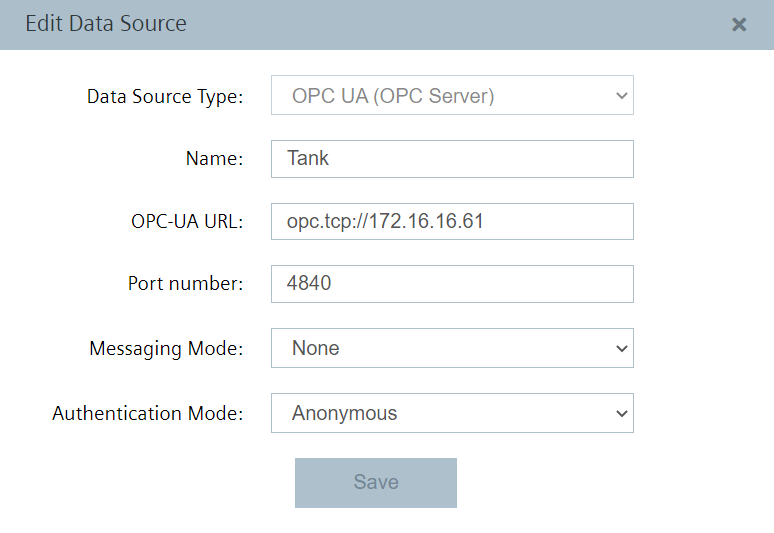 Edit Data Source ×
Data Source Type: OPC UA (OPC Server)
Name: Tank
OPC-UA URL: opc.tcp://172.16.16.61
Port number: 4840
Messaging Mode: None
Authentication Mode: Anonymous
Save